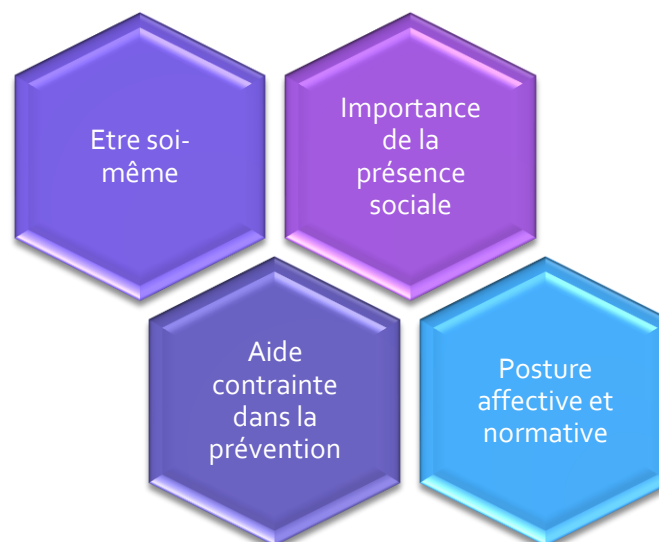 Etre soi-
même
Importance
de la
présence
sociale
Aide
contrainte
dans la
prévention
Posture
affective et
normative